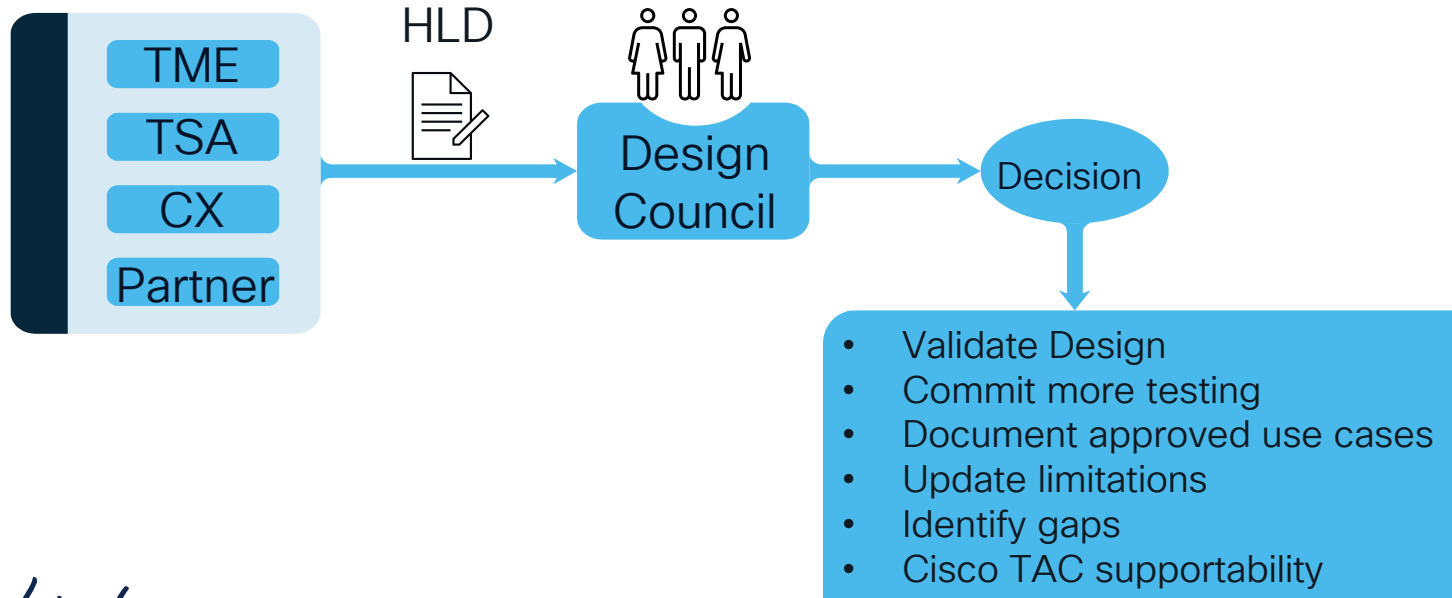 HLD
TME
TSA
CX
Partner
Design
Council
Decision
• Validate Design
• Commit more testing
• Document approved use cases
• Update limitations
• Identify gaps
• Cisco TAC supportability